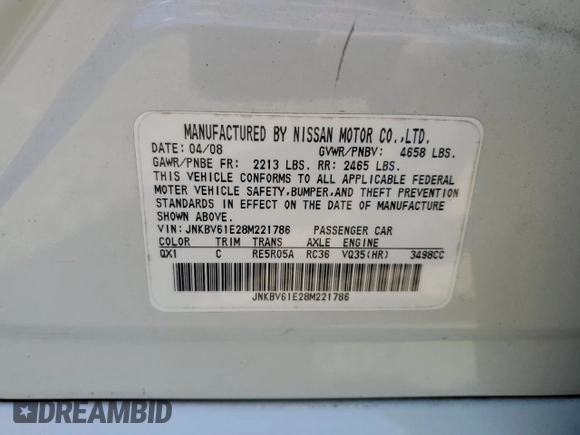 MANUFACTURED BY NISSAN MOTOR CO.,LTD.
DATE: 04/08 GVWR/PNBV: 4658 LBS.
GAWR/PNBE FR: 2213 LBS. RR: 2465 LBS.
THIS VEHICLE CONFORMS TO ALL APPLICABLE FEDERAL
MOTER VEHICLE SAFETY,BUMPER,AND THEFT PREVENTION
STANDARDS IN EFFECT ON THE DATE OF MANUFACTURE
SHOWN ABOVE.
VIN: JNKBV61E28M221786 PASSENGER CAR
COLOR TRIM TRANS AXLE ENGINE
QX1 C RE5R05A RC36 VQ35(HR) 3498CC
JNKBV61E28M221786
DREAMBID